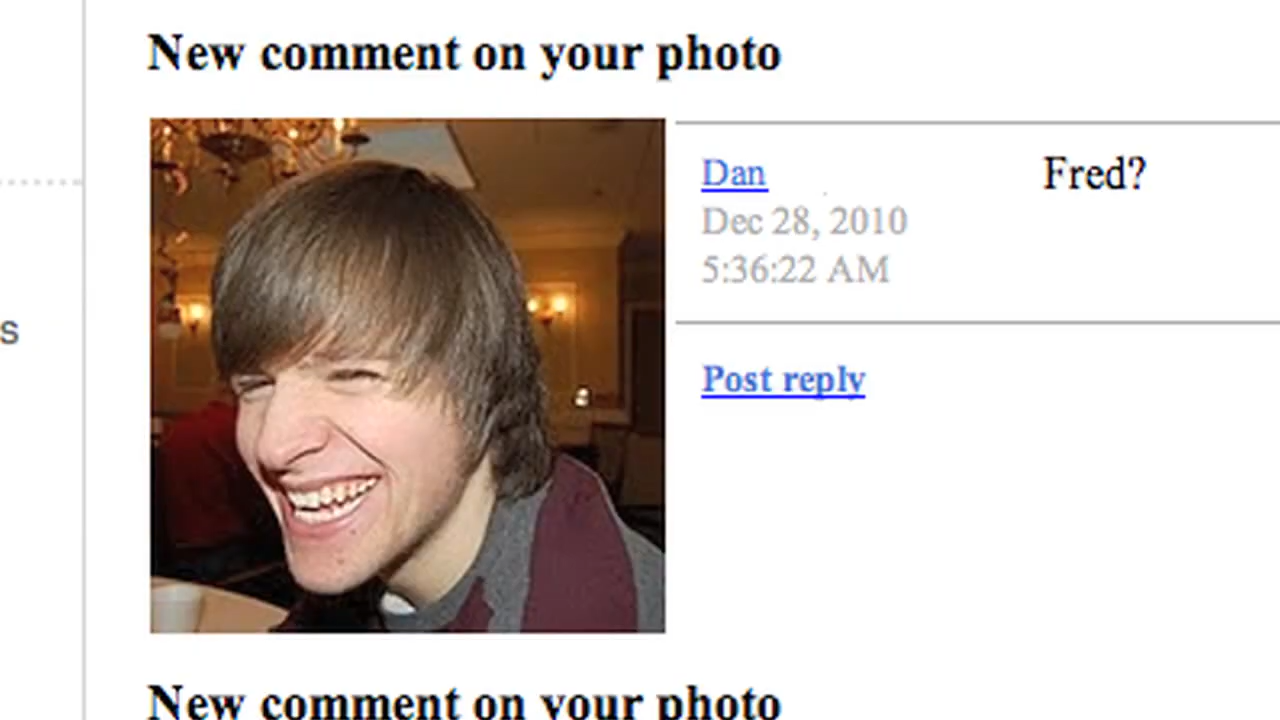 New comment on your photo
Dan
Fred?
Dec 28, 2010
5:36:22 AM
s
Post reply
New comment on your photo